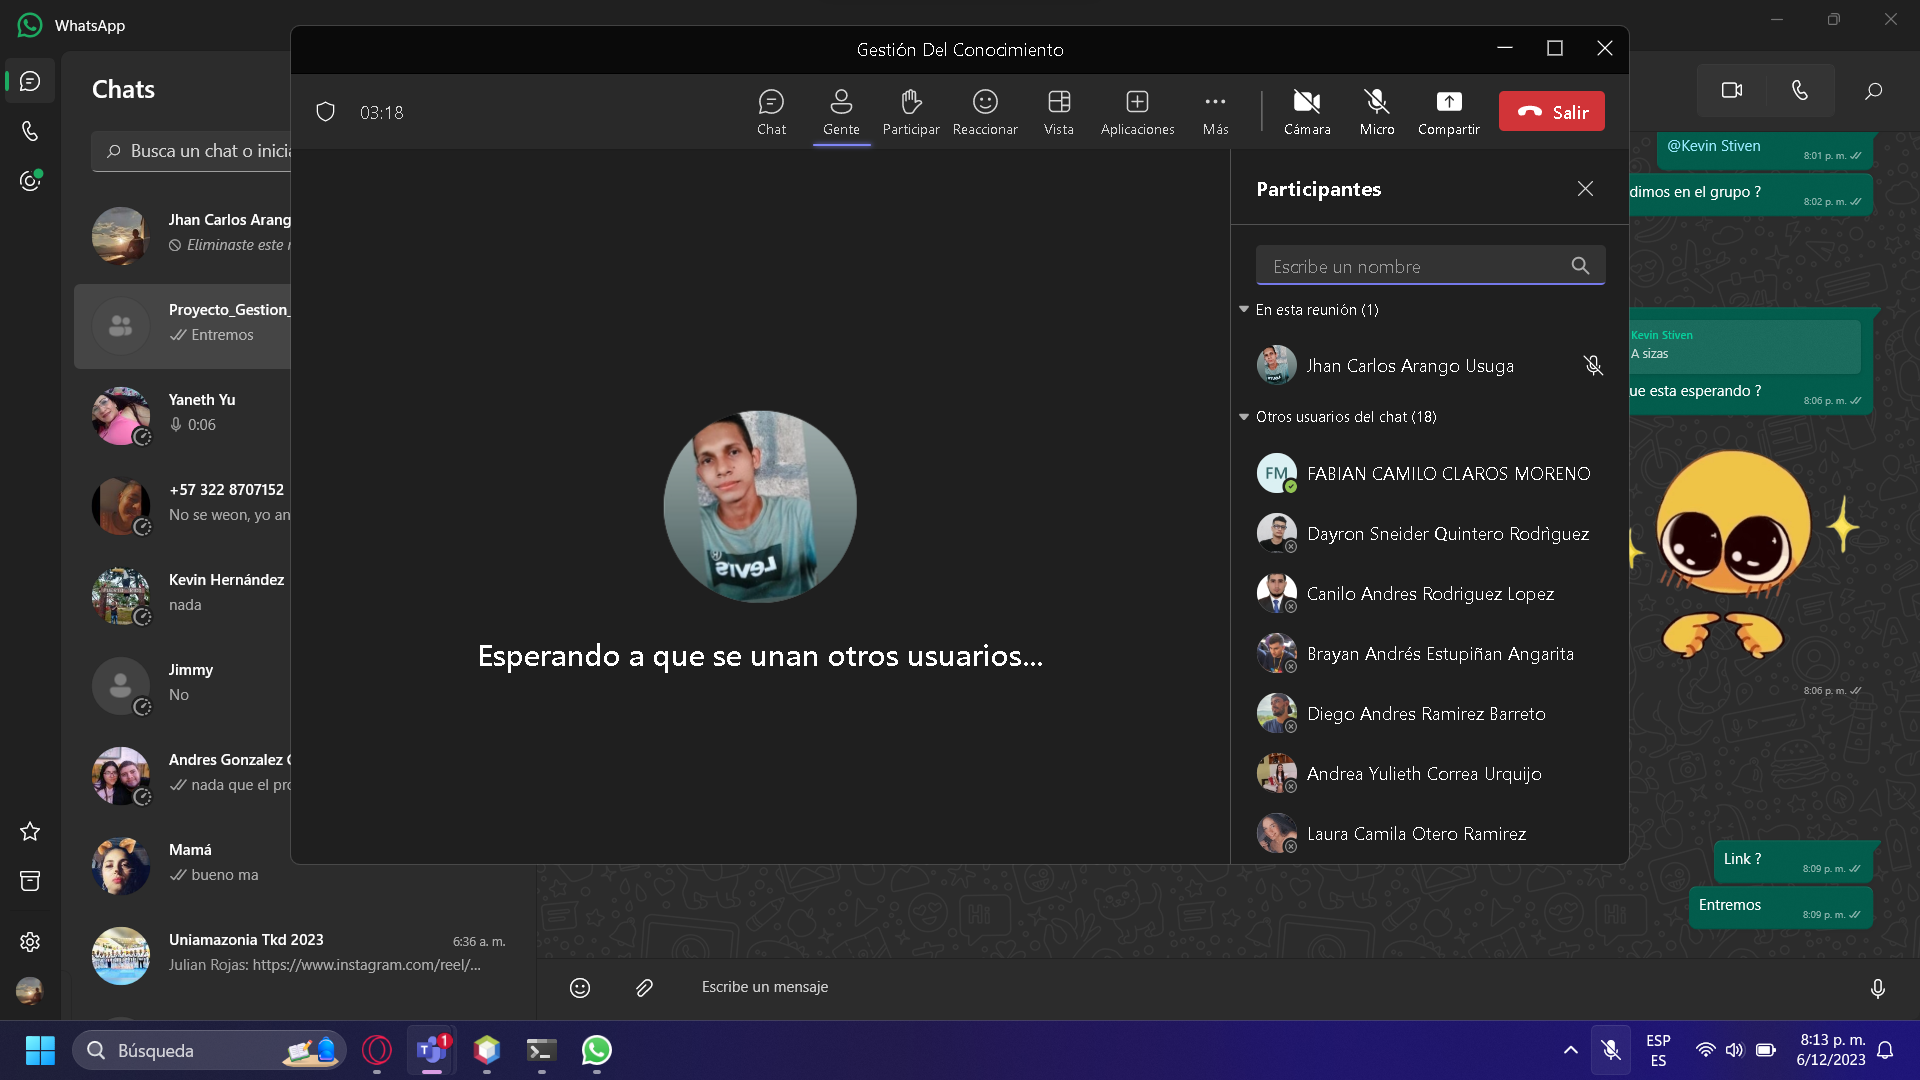 WhatsApp
Chats
Busca un chat o inicia
Jhan Carlos Arang
Eliminaste este
Proyecto_Gestion_
Entremos
Yaneth Yu
0:06
+57 322 8707152
No se weon, yo an
Kevin Hernández
nada
Jimmy
No
Andres Gonzalez
nada que el pro
Mamá
bueno ma
Uniamazonia Tkd 2023
6:36 a. m.
Julian Rojas: https://www.instagram.com/reel/...
Gestión Del Conocimiento
03:18
Chat
Gente
Participar
Reaccionar
Vista
Aplicaciones
Más
Cámara
Micro
Compartir
Salir
Esperando a que se unan otros usuarios...
Participantes
Escribe un nombre
En esta reunión (1)
Jhan Carlos Arango Usuga
Otros usuarios del chat (18)
FM
FABIAN CAMILO CLAROS MORENO
Dayron Sneider Quintero Rodrìguez
Canilo Andres Rodriguez Lopez
Brayan Andrés Estupiñan Angarita
Diego Andres Ramirez Barreto
Andrea Yulieth Correa Urquijo
Laura Camila Otero Ramirez
@Kevin Stiven
8:01 p. m.
dimos en el grupo ?
8:02 p. m.
Kevin Stiven
A sizas
ue esta esperando ?
8:06 p. m.
8:06 p. m.
Link ?
8:09 p. m.
Entremos
8:09 p. m.
Escribe un mensaje
Búsqueda
1
ESP
ES
8:13 p. m.
6/12/2023